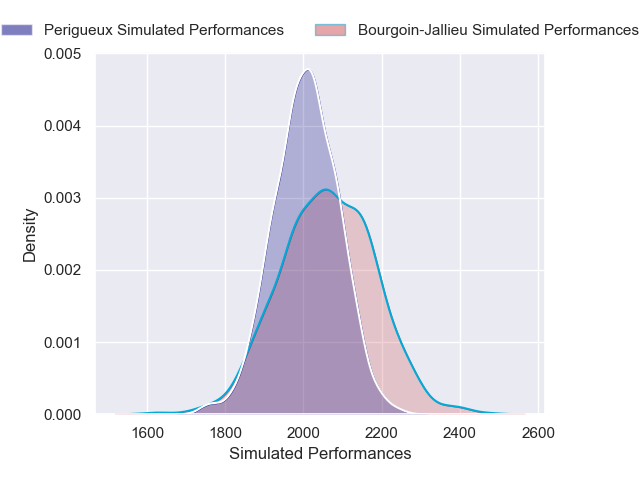 Perigueux Simulated Performances
Bourgoin-Jallieu Simulated Performances
0.005
0.004
0.003
0.002
0.001
0.000
Density
1600 1800 2000 2200 2400 2600
Simulated Performances